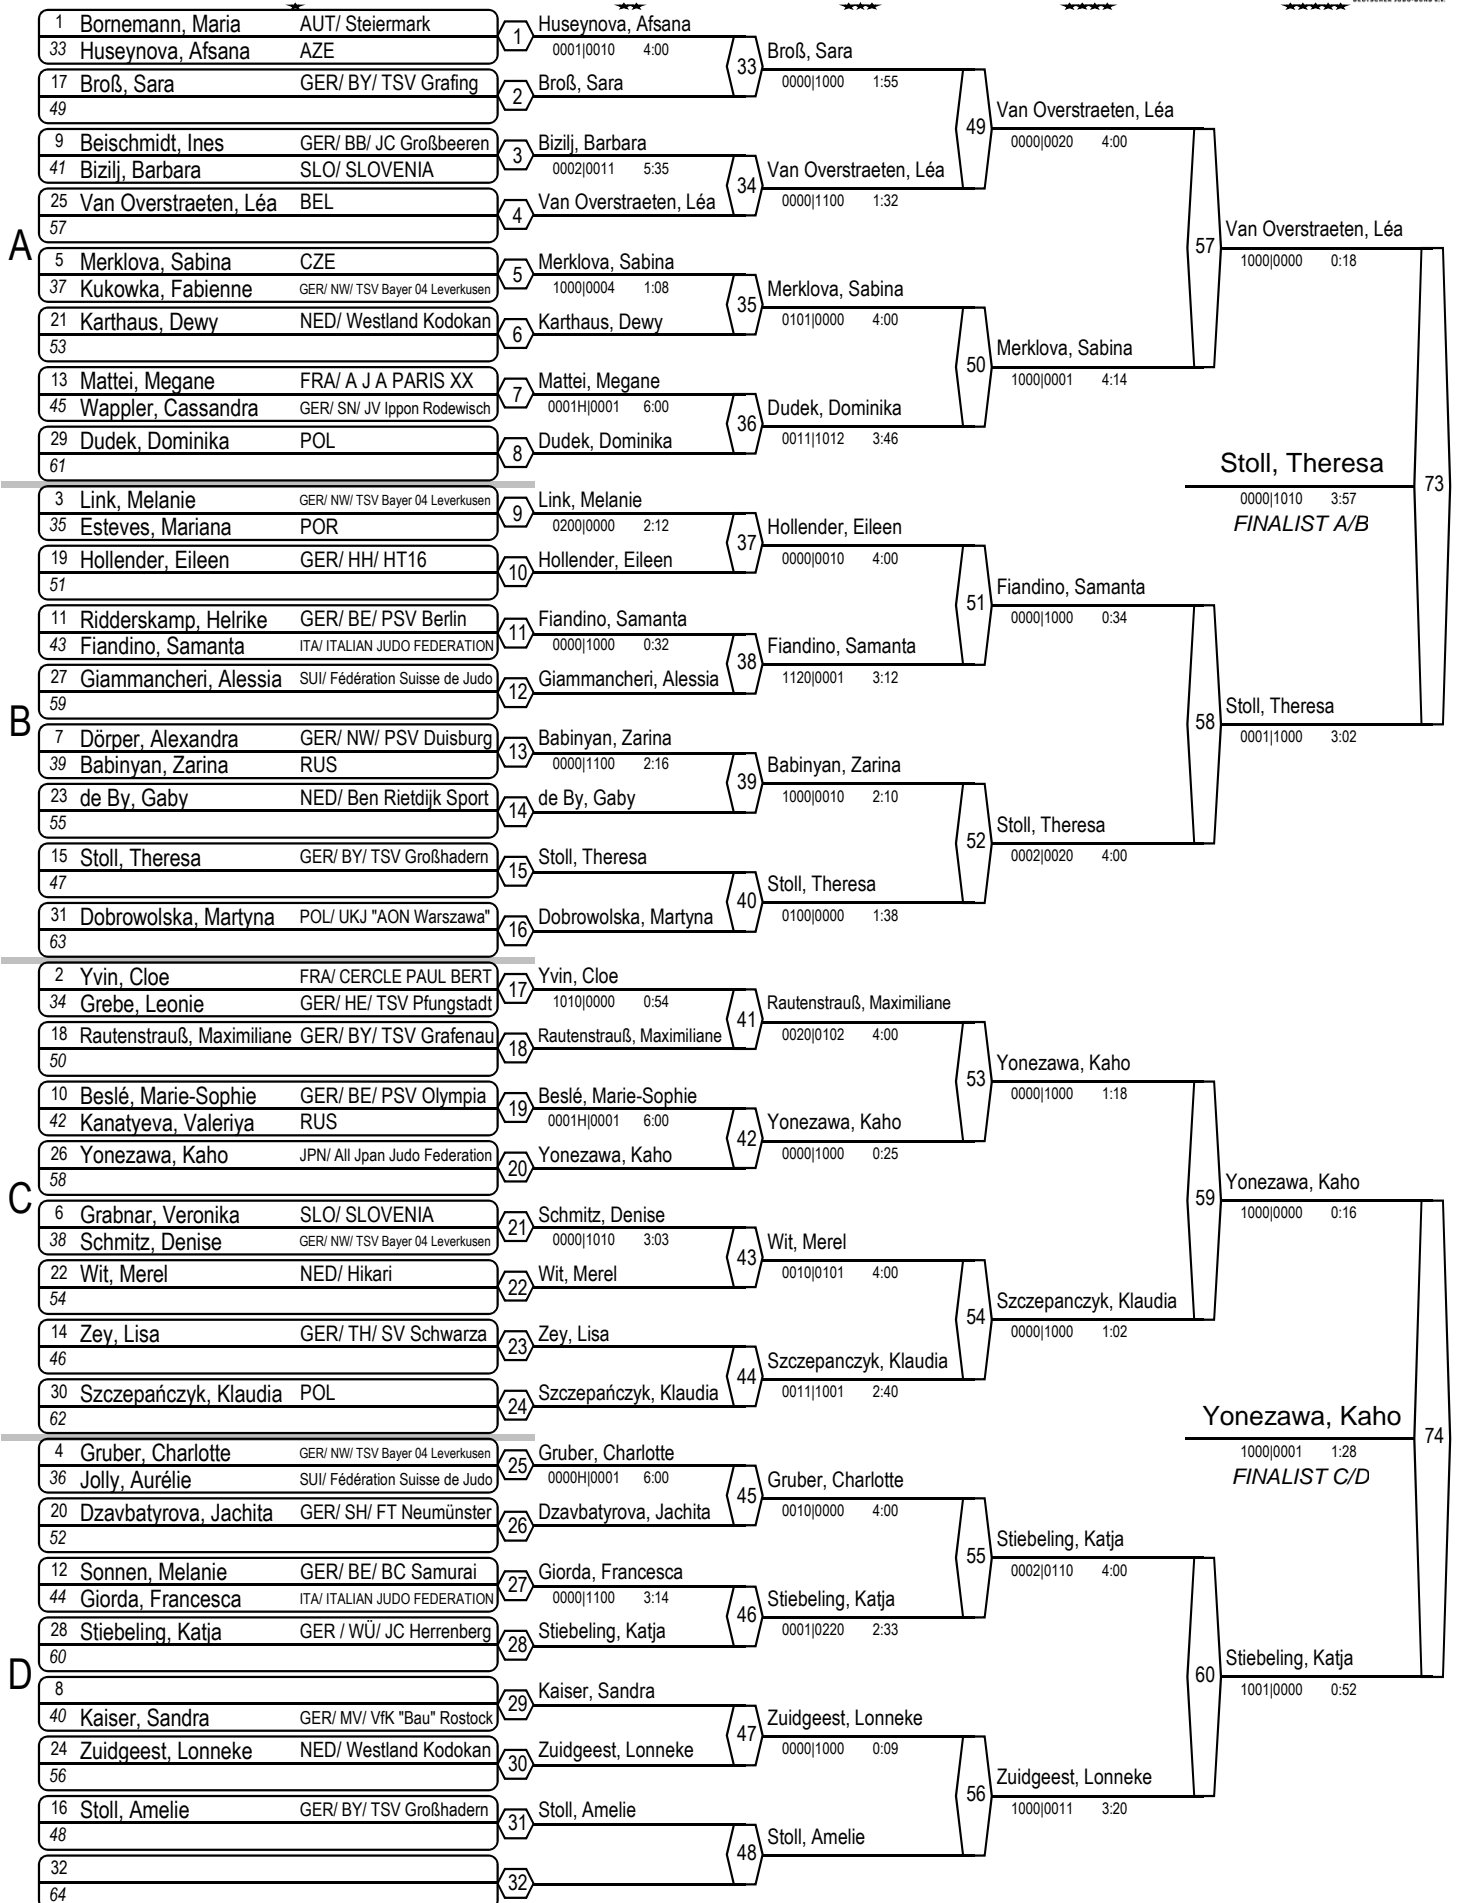 1 Bornemann, Maria AUT/ Steiermark
33 Huseynova, Afsana AZE
17 Broß, Sara GER/ BY/ TSV Grafing
49
9 Beischmidt, Ines GER/ BB/ JC Großbeeren
41 Bizilj, Barbara SLO/ SLOVENIA
25 Van Overstraeten, Léa BEL
57
A
5 Merklova, Sabina CZE
37 Kukowka, Fabienne GER/ NW/ TSV Bayer 04 Leverkusen
21 Karthaus, Dewy NED/ Westland Kodokan
53
13 Mattei, Megane FRA/ A J A PARIS XX
45 Wappler, Cassandra GER/ SN/ JV Ippon Rodewisch
29 Dudek, Dominika POL
61
3 Link, Melanie GER/ NW/ TSV Bayer 04 Leverkusen
35 Esteves, Mariana POR
19 Hollender, Eileen GER/ HH/ HT16
51
11 Ridderskamp, Helrike GER/ BE/ PSV Berlin
43 Fiandino, Samanta ITA/ ITALIAN JUDO FEDERATION
27 Giammancheri, Alessia SUI/ Fédération Suisse de Judo
59
B
7 Dörper, Alexandra GER/ NW/ PSV Duisburg
39 Babinyan, Zarina RUS
23 de By, Gaby NED/ Ben Rietdijk Sport
55
15 Stoll, Theresa GER/ BY/ TSV Großhadern
47
31 Dobrowolska, Martyna POL/ UKJ "AON Warszawa"
63
2 Yvin, Cloe FRA/ CERCLE PAUL BERT
34 Grebe, Leonie GER/ HE/ TSV Pfungstadt
18 Rautenstrauß, Maximiliane GER/ BY/ TSV Grafenau
50
10 Beslé, Marie-Sophie GER/ BE/ PSV Olympia
42 Kanatyeva, Valeriya RUS
26 Yonezawa, Kaho JPN/ All Jpan Judo Federation
58
C
6 Grabnar, Veronika SLO/ SLOVENIA
38 Schmitz, Denise GER/ NW/ TSV Bayer 04 Leverkusen
22 Wit, Merel NED/ Hikari
54
14 Zey, Lisa GER/ TH/ SV Schwarza
46
30 Szczepańczyk, Klaudia POL
62
4 Gruber, Charlotte GER/ NW/ TSV Bayer 04 Leverkusen
36 Jolly, Aurélie SUI/ Fédération Suisse de Judo
20 Dzavbatyrova, Jachita GER/ SH/ FT Neumünster
52
12 Sonnen, Melanie GER/ BE/ BC Samurai
44 Giorda, Francesca ITA/ ITALIAN JUDO FEDERATION
28 Stiebeling, Katja GER / WÜ/ JC Herrenberg
60
D
8
40 Kaiser, Sandra GER/ MV/ VfK "Bau" Rostock
24 Zuidgeest, Lonneke NED/ Westland Kodokan
56
16 Stoll, Amelie GER/ BY/ TSV Großhadern
48
32
64
1 Huseynova, Afsana
0001|0010 4:00
2 Broß, Sara
3 Bizilj, Barbara
0002|0011 5:35
4 Van Overstraeten, Léa
5 Merklova, Sabina
1000|0004 1:08
6 Karthaus, Dewy
7 Mattei, Megane
0001H|0001 6:00
8 Dudek, Dominika
9 Link, Melanie
0200|0000 2:12
10 Hollender, Eileen
11 Fiandino, Samanta
0000|1000 0:32
12 Giammancheri, Alessia
13 Babinyan, Zarina
0000|1100 2:16
14 de By, Gaby
15 Stoll, Theresa
16 Dobrowolska, Martyna
17 Yvin, Cloe
1010|0000 0:54
18 Rautenstrauß, Maximiliane
19 Beslé, Marie-Sophie
0001H|0001 6:00
20 Yonezawa, Kaho
21 Schmitz, Denise
0000|1010 3:03
22 Wit, Merel
23 Zey, Lisa
24 Szczepańczyk, Klaudia
25 Gruber, Charlotte
0000H|0001 6:00
26 Dzavbatyrova, Jachita
27 Giorda, Francesca
0000|1100 3:14
28 Stiebeling, Katja
29 Kaiser, Sandra
30 Zuidgeest, Lonneke
31 Stoll, Amelie
32
33 Broß, Sara
0000|1000 1:55
34 Van Overstraeten, Léa
0000|1100 1:32
35 Merklova, Sabina
0101|0000 4:00
36 Dudek, Dominika
0011|1012 3:46
37 Hollender, Eileen
0000|0010 4:00
38 Fiandino, Samanta
1120|0001 3:12
39 Babinyan, Zarina
1000|0010 2:10
40 Stoll, Theresa
0100|0000 1:38
41 Rautenstrauß, Maximiliane
0020|0102 4:00
42 Yonezawa, Kaho
0000|1000 0:25
43 Wit, Merel
0010|0101 4:00
44 Szczepanczyk, Klaudia
0011|1001 2:40
45 Gruber, Charlotte
0010|0000 4:00
46 Stiebeling, Katja
0001|0220 2:33
47 Zuidgeest, Lonneke
0000|1000 0:09
48 Stoll, Amelie
49 Van Overstraeten, Léa
0000|0020 4:00
50 Merklova, Sabina
1000|0001 4:14
51 Fiandino, Samanta
0000|1000 0:34
52 Stoll, Theresa
0002|0020 4:00
53 Yonezawa, Kaho
0000|1000 1:18
54 Szczepanczyk, Klaudia
0000|1000 1:02
55 Stiebeling, Katja
0002|0110 4:00
56 Zuidgeest, Lonneke
1000|0011 3:20
57 Van Overstraeten, Léa
1000|0000 0:18
58 Stoll, Theresa
0001|1000 3:02
59 Yonezawa, Kaho
1000|0000 0:16
60 Stiebeling, Katja
1001|0000 0:52
Stoll, Theresa 73
0000|1010 3:57
FINALIST A/B
Yonezawa, Kaho 74
1000|0001 1:28
FINALIST C/D